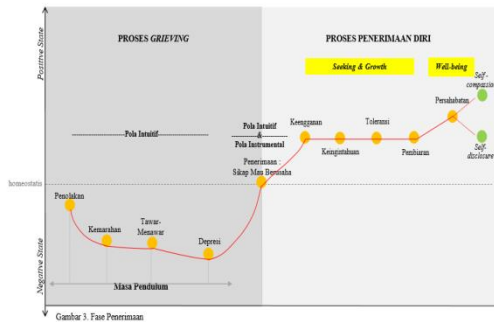 PROSES GRIEVING
PROSES PENERIMAAN DIRI
Positive State
Seeking & Growth
Well-being
Self-compassion
Persahabatan
Keengganan
Toleransi
Pola Intuitif
Pola Intuitif
&
Pola Instrumental
Keingintahuan
Pembiaran
Self-disclosure
Penerimaan :
Sikap Mau Berusaha
homeostatis
Penolakan
Kemarahan
Tawar-
Menawar
Depresi
Negative State
Masa Pendulum
Gambar 3. Fase Penerimaan